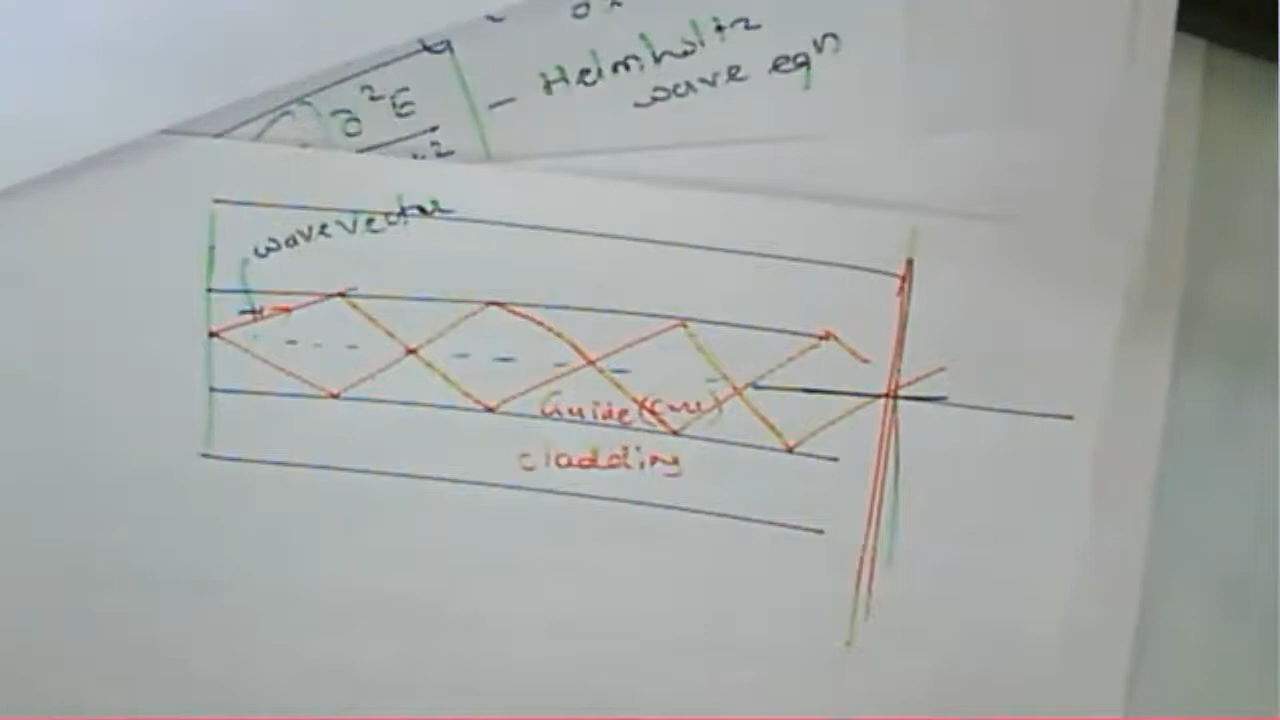 - Helmholtz
wave eqn
∂²E
wavevector
Guide(core)
cladding